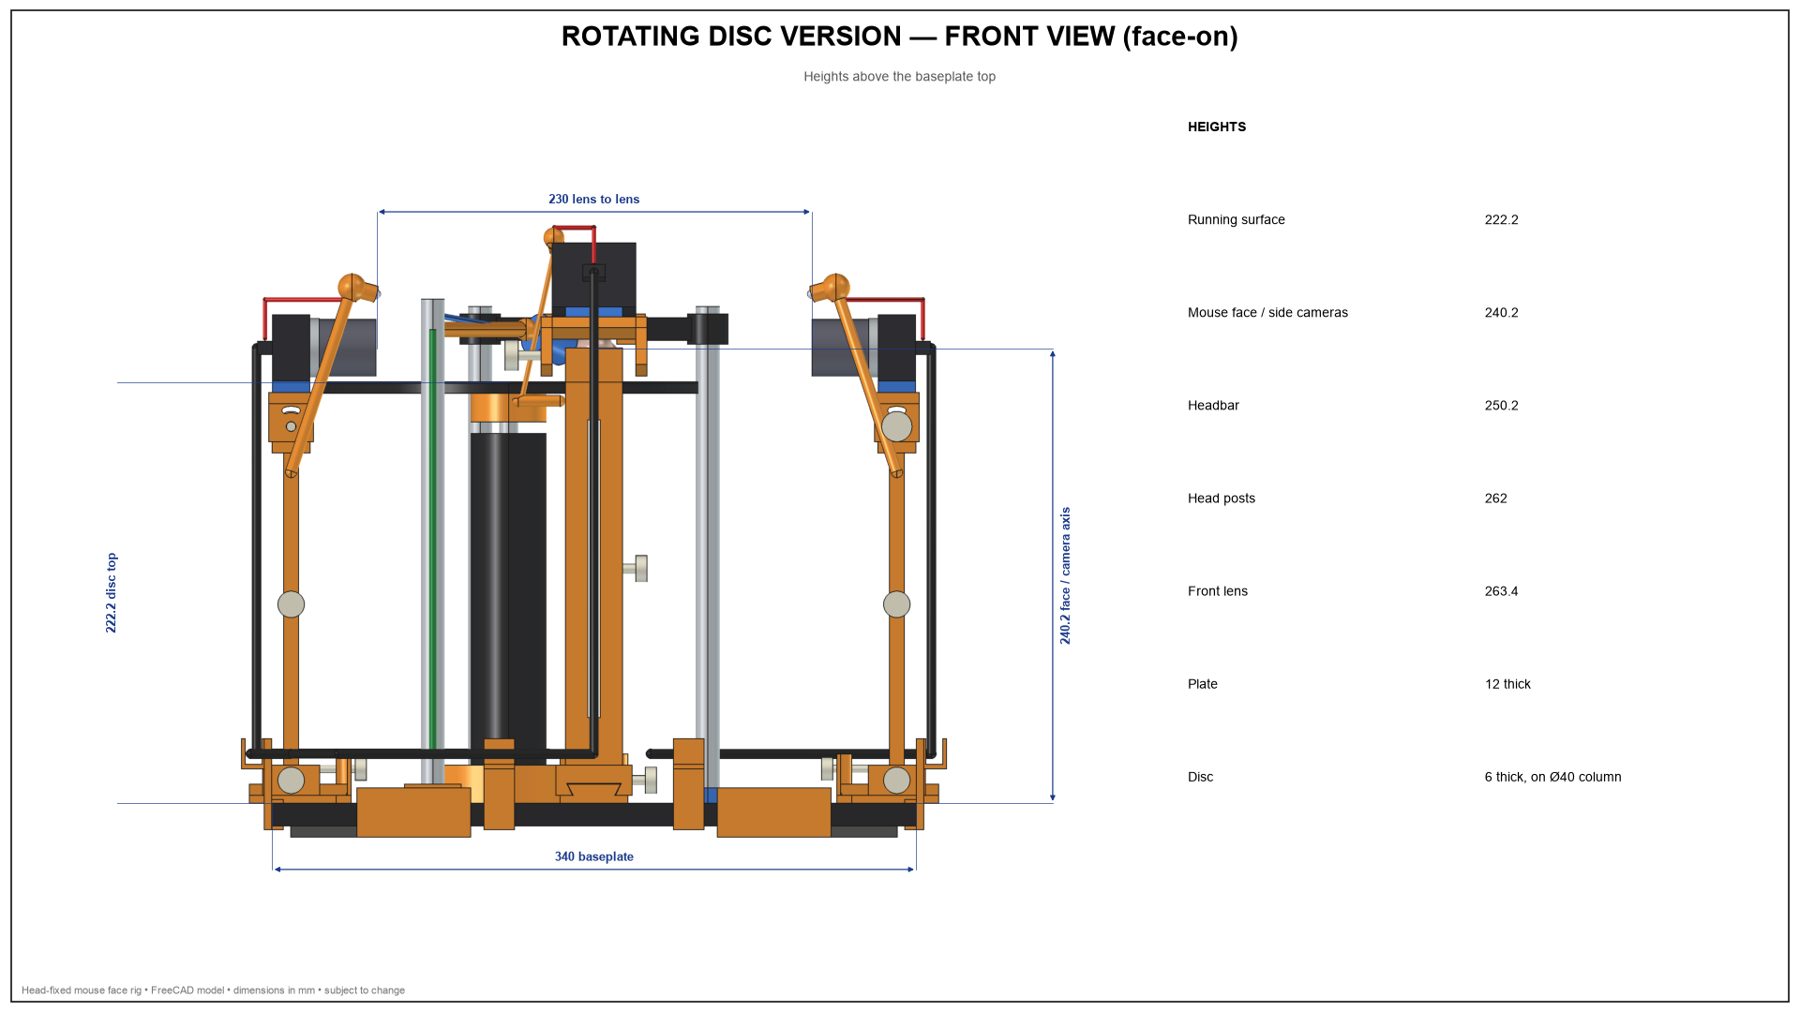 ROTATING DISC VERSION — FRONT VIEW (face-on)
Heights above the baseplate top
HEIGHTS
230 lens to lens
Running surface 222.2
Mouse face / side cameras 240.2
Headbar 250.2
Head posts 262
222.2 disc top
240.2 face / camera axis
Front lens 263.4
Plate 12 thick
Disc 6 thick, on Ø40 column
340 baseplate
Head-fixed mouse face rig • FreeCAD model • dimensions in mm • subject to change